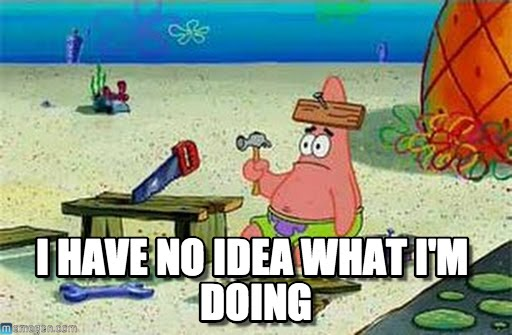 I HAVE NO IDEA WHAT I'M
DOING
memegen.com